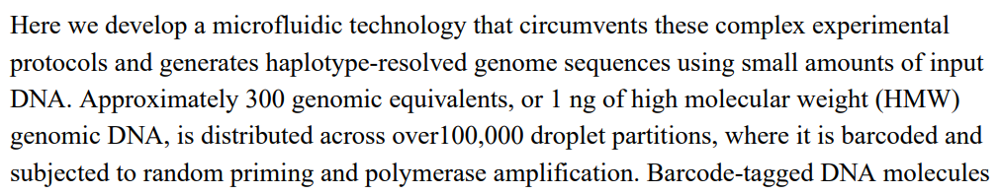 Here we develop a microfluidic technology that circumvents these complex experimental
protocols and generates haplotype-resolved genome sequences using small amounts of input
DNA. Approximately 300 genomic equivalents, or 1 ng of high molecular weight (HMW)
genomic DNA, is distributed across over100,000 droplet partitions, where it is barcoded and
subjected to random priming and polymerase amplification. Barcode-tagged DNA molecules